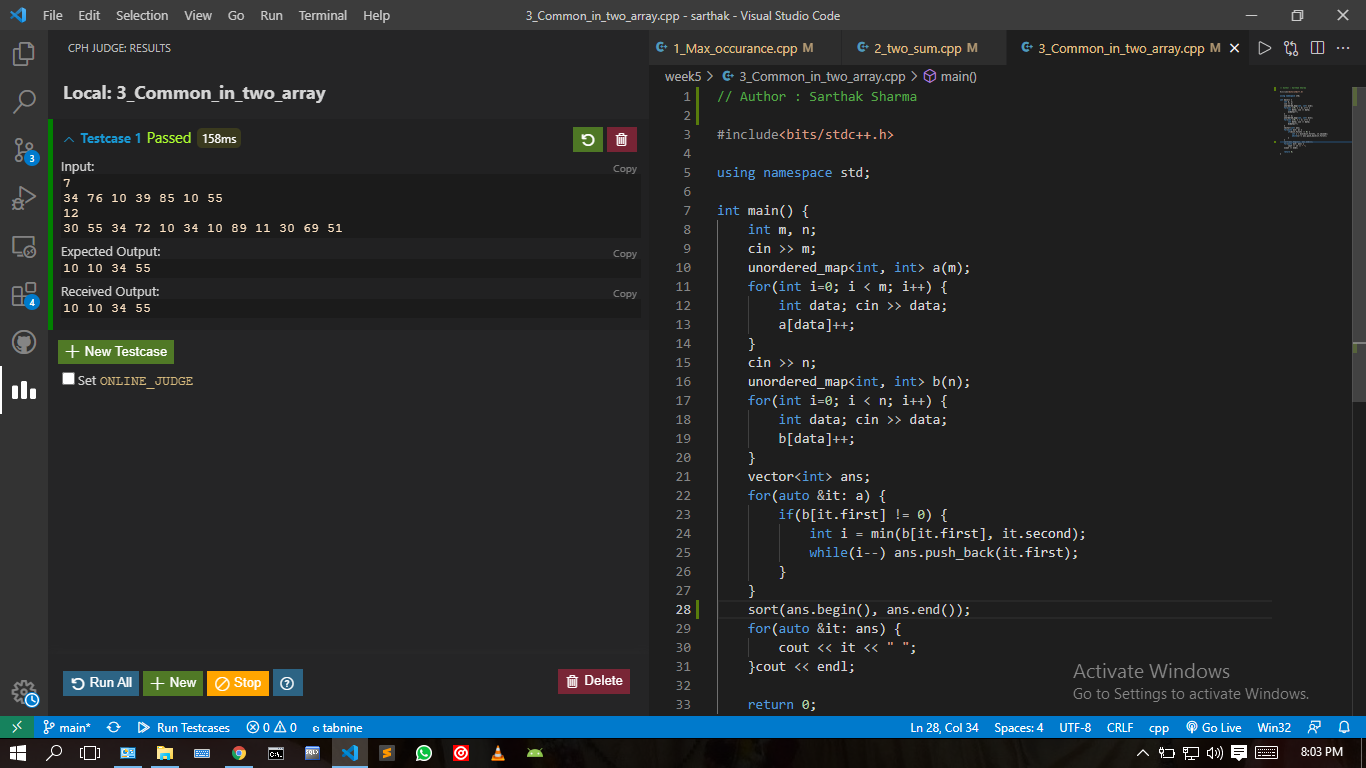 File Edit Selection View Go Run Terminal Help 3_Common_in_two_array.cpp - sarthak - Visual Studio Code
CPH JUDGE: RESULTS
Local: 3_Common_in_two_array
Testcase 1 Passed 158ms
Input:
Copy
7
34 76 10 39 85 10 55
12
30 55 34 72 10 34 10 89 11 30 69 51
Expected Output:
Copy
10 10 34 55
Received Output:
Copy
10 10 34 55
New Testcase
Set ONLINE_JUDGE
Run All New Stop Delete
3
4
1_Max_occurance.cpp M 2_two_sum.cpp M 3_Common_in_two_array.cpp M
week5 > 3_Common_in_two_array.cpp > main()
1 // Author : Sarthak Sharma
2
3 #include<bits/stdc++.h>
4
5 using namespace std;
6
7 int main() {
8 int m, n;
9 cin >> m;
10 unordered_map<int, int> a(m);
11 for(int i=0; i < m; i++) {
12 int data; cin >> data;
13 a[data]++;
14 }
15 cin >> n;
16 unordered_map<int, int> b(n);
17 for(int i=0; i < n; i++) {
18 int data; cin >> data;
19 b[data]++;
20 }
21 vector<int> ans;
22 for(auto &it: a) {
23 if(b[it.first] != 0) {
24 int i = min(b[it.first], it.second);
25 while(i--) ans.push_back(it.first);
26 }
27 }
28 sort(ans.begin(), ans.end());
29 for(auto &it: ans) {
30 cout << it << " ";
31 }cout << endl;
32
33 return 0;
Activate Windows
Go to Settings to activate Windows.
main* Run Testcases 0 0 tabnine Ln 28, Col 34 Spaces: 4 UTF-8 CRLF cpp Go Live Win32
8:03 PM